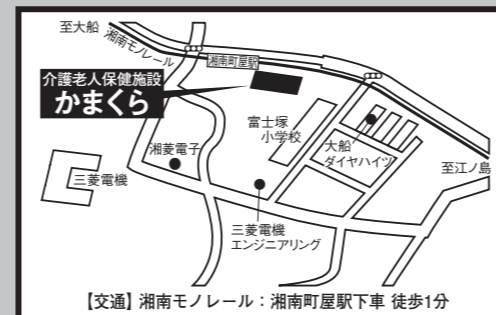 至大船
湘南モノレール
湘南町屋駅
介護老人保健施設
かまくら
富士塚
小学校
湘菱電子
大船
ダイヤハイツ
至江ノ島
三菱電機
三菱電機
エンジニアリング
【交通】湘南モノレール：湘南町屋駅下車 徒歩1分